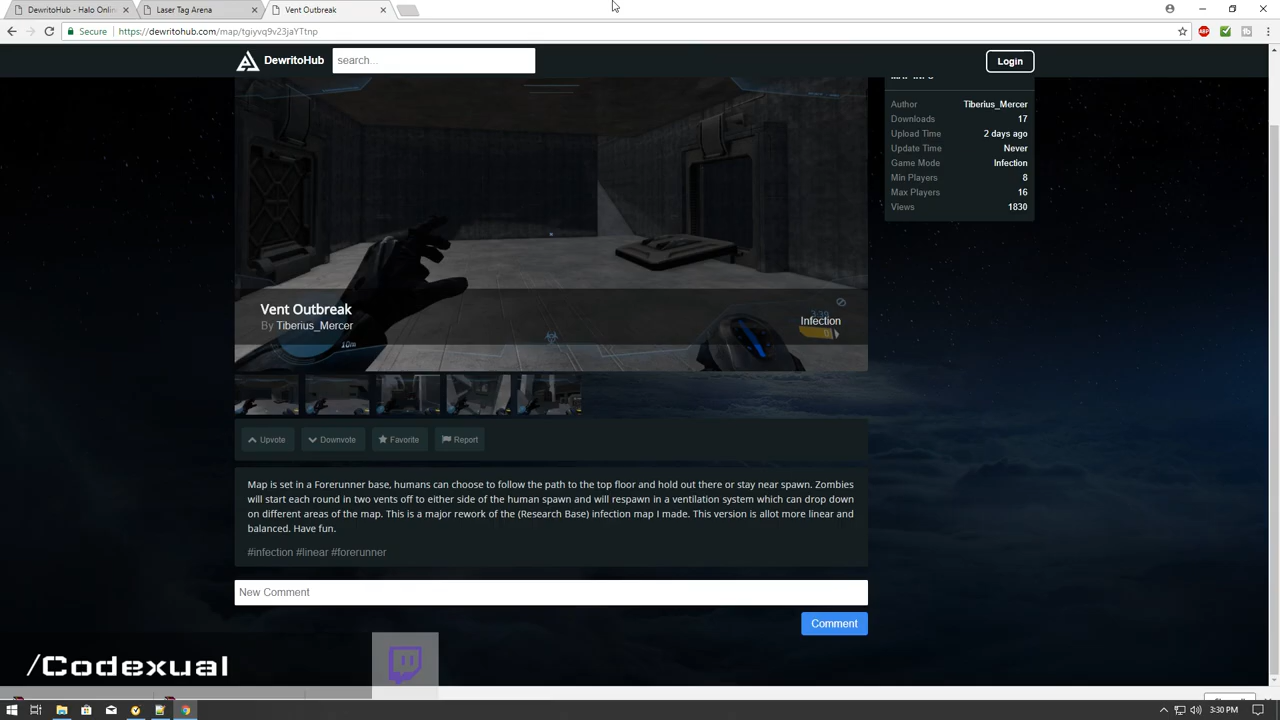 DewritoHub - Halo Onlin
Laser Tag Arena
Vent Outbreak
Secure
https://dewritohub.com/map/tgiyvq9v23jaYTtnp
ABP
DewritoHub
search...
Login
Author Tiberius_Mercer
Downloads 17
Upload Time 2 days ago
Update Time Never
Game Mode Infection
Min Players 8
Max Players 16
Views 1830
Vent Outbreak
By Tiberius_Mercer
Infection
10m
Upvote
Downvote
Favorite
Report
Map is set in a Forerunner base, humans can choose to follow the path to the top floor and hold out there or stay near spawn. Zombies
will start each round in two vents off to either side of the human spawn and will respawn in a ventilation system which can drop down
on different areas of the map. This is a major rework of the (Research Base) infection map I made. This version is allot more linear and
balanced. Have fun.
#infection #linear #forerunner
New Comment
Comment
/Codexual
3:30 PM